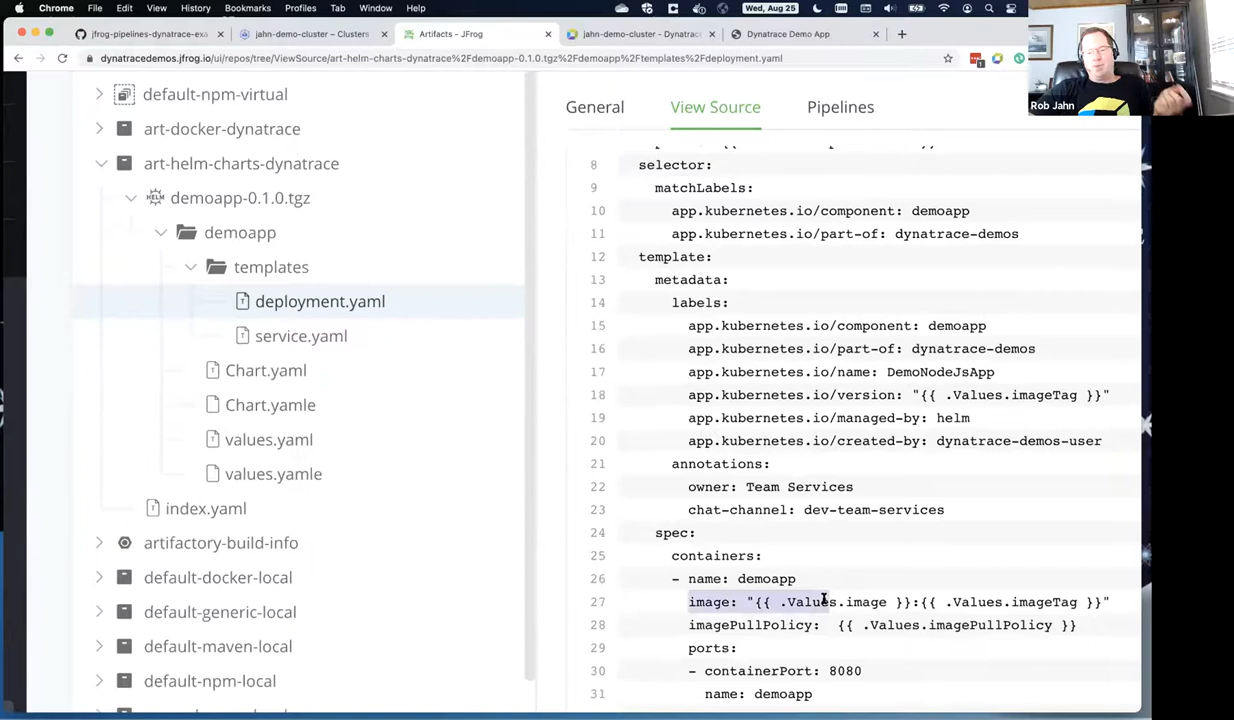 Chrome File Edit View History Bookmarks Profiles Tab Window Help Wed, Aug 25
jfrog-pipelines-dynatrace-exa jahn-demo-cluster – Clusters Artifacts - JFrog jahn-demo-cluster - Dynatrac Dynatrace Demo App
dynatracedemos.jfrog.io/ui/repos/tree/ViewSource/art-helm-charts-dynatrace%2Fdemoapp-0.1.0.tgz%2Fdemoapp%2Ftemplates%2Fdeployment.yaml
Rob Jahn
default-npm-virtual
art-docker-dynatrace
art-helm-charts-dynatrace
HELM
demoapp-0.1.0.tgz
demoapp
templates
deployment.yaml
service.yaml
Chart.yaml
Chart.yamle
values.yaml
values.yamle
index.yaml
artifactory-build-info
default-docker-local
default-generic-local
default-maven-local
default-npm-local
General View Source Pipelines
8 selector:
9 matchLabels:
10 app.kubernetes.io/component: demoapp
11 app.kubernetes.io/part-of: dynatrace-demos
12 template:
13 metadata:
14 labels:
15 app.kubernetes.io/component: demoapp
16 app.kubernetes.io/part-of: dynatrace-demos
17 app.kubernetes.io/name: DemoNodeJsApp
18 app.kubernetes.io/version: "{{ .Values.imageTag }}"
19 app.kubernetes.io/managed-by: helm
20 app.kubernetes.io/created-by: dynatrace-demos-user
21 annotations:
22 owner: Team Services
23 chat-channel: dev-team-services
24 spec:
25 containers:
26 - name: demoapp
27 image: "{{ .Values.image }}:{{ .Values.imageTag }}"
28 imagePullPolicy: {{ .Values.imagePullPolicy }}
29 ports:
30 - containerPort: 8080
31 name: demoapp